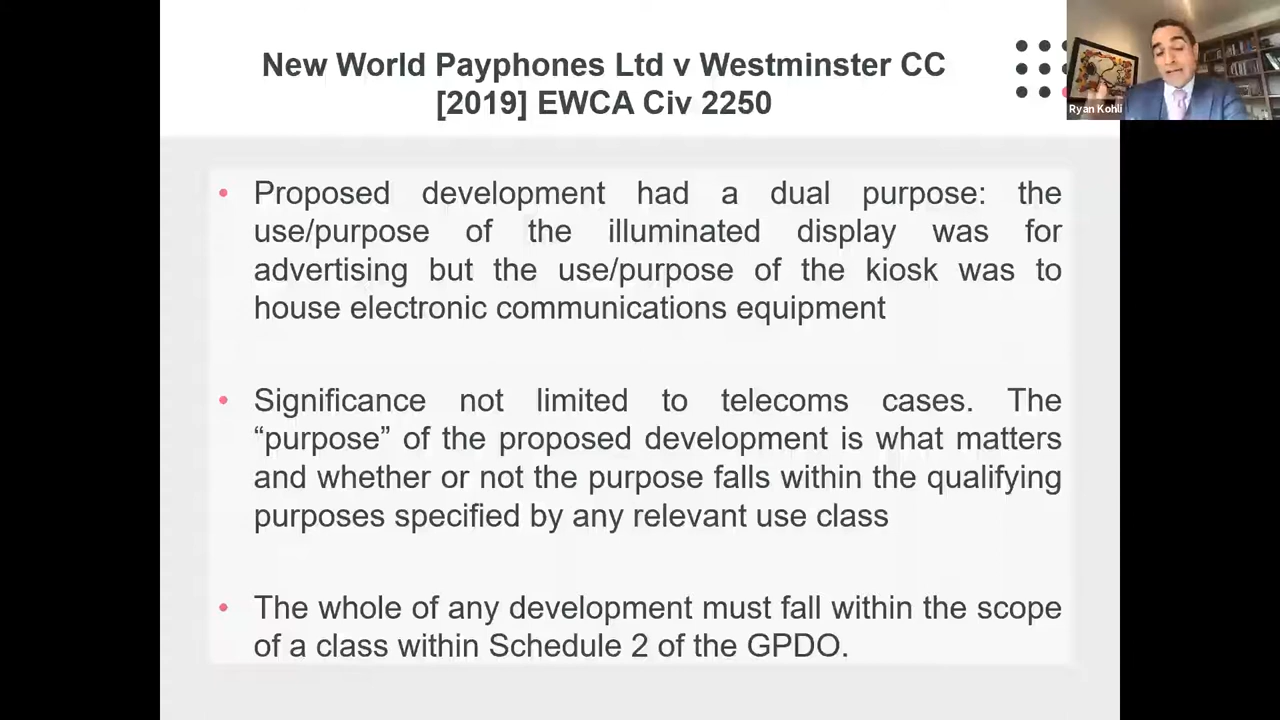 New World Payphones Ltd v Westminster CC
[2019] EWCA Civ 2250
Ryan Kohli
• Proposed development had a dual purpose: the
use/purpose of the illuminated display was for
advertising but the use/purpose of the kiosk was to
house electronic communications equipment
• Significance not limited to telecoms cases. The
“purpose” of the proposed development is what matters
and whether or not the purpose falls within the qualifying
purposes specified by any relevant use class
• The whole of any development must fall within the scope
of a class within Schedule 2 of the GPDO.